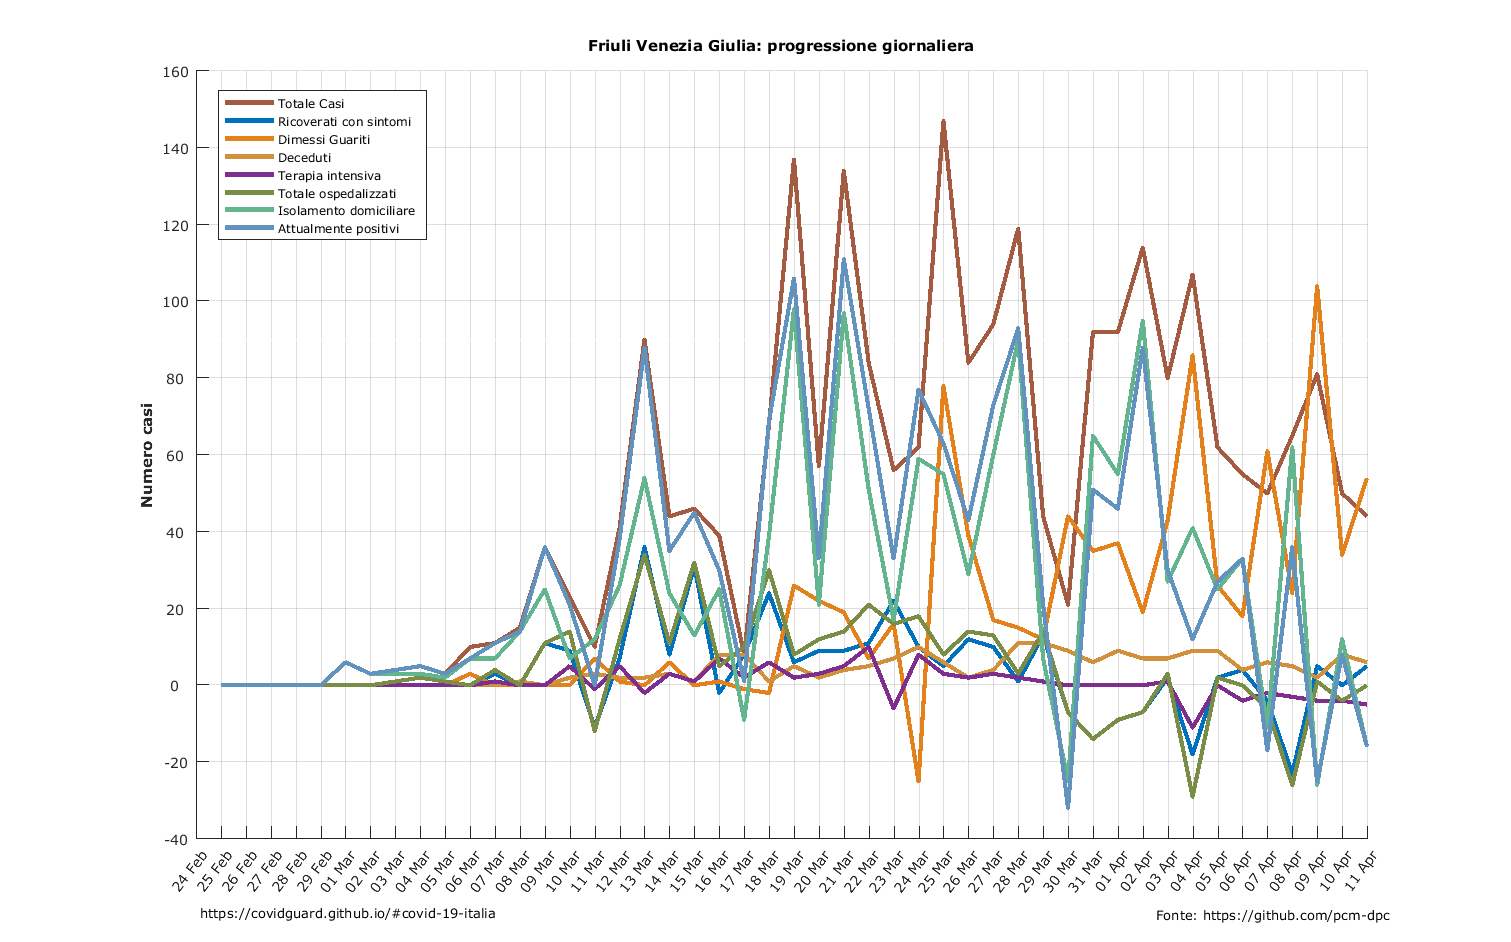 Friuli Venezia Giulia: progressione giornaliera
160
140
120
100
80
60
40
20
0
-20
-40
Numero casi
Totale Casi
Ricoverati con sintomi
Dimessi Guariti
Deceduti
Terapia intensiva
Totale ospedalizzati
Isolamento domiciliare
Attualmente positivi
24 Feb
25 Feb
26 Feb
27 Feb
28 Feb
29 Feb
01 Mar
02 Mar
03 Mar
04 Mar
05 Mar
06 Mar
07 Mar
08 Mar
09 Mar
10 Mar
11 Mar
12 Mar
13 Mar
14 Mar
15 Mar
16 Mar
17 Mar
18 Mar
19 Mar
20 Mar
21 Mar
22 Mar
23 Mar
24 Mar
25 Mar
26 Mar
27 Mar
28 Mar
29 Mar
30 Mar
31 Mar
01 Apr
02 Apr
03 Apr
04 Apr
05 Apr
06 Apr
07 Apr
08 Apr
09 Apr
10 Apr
11 Apr
https://covidguard.github.io/#covid-19-italia
Fonte: https://github.com/pcm-dpc